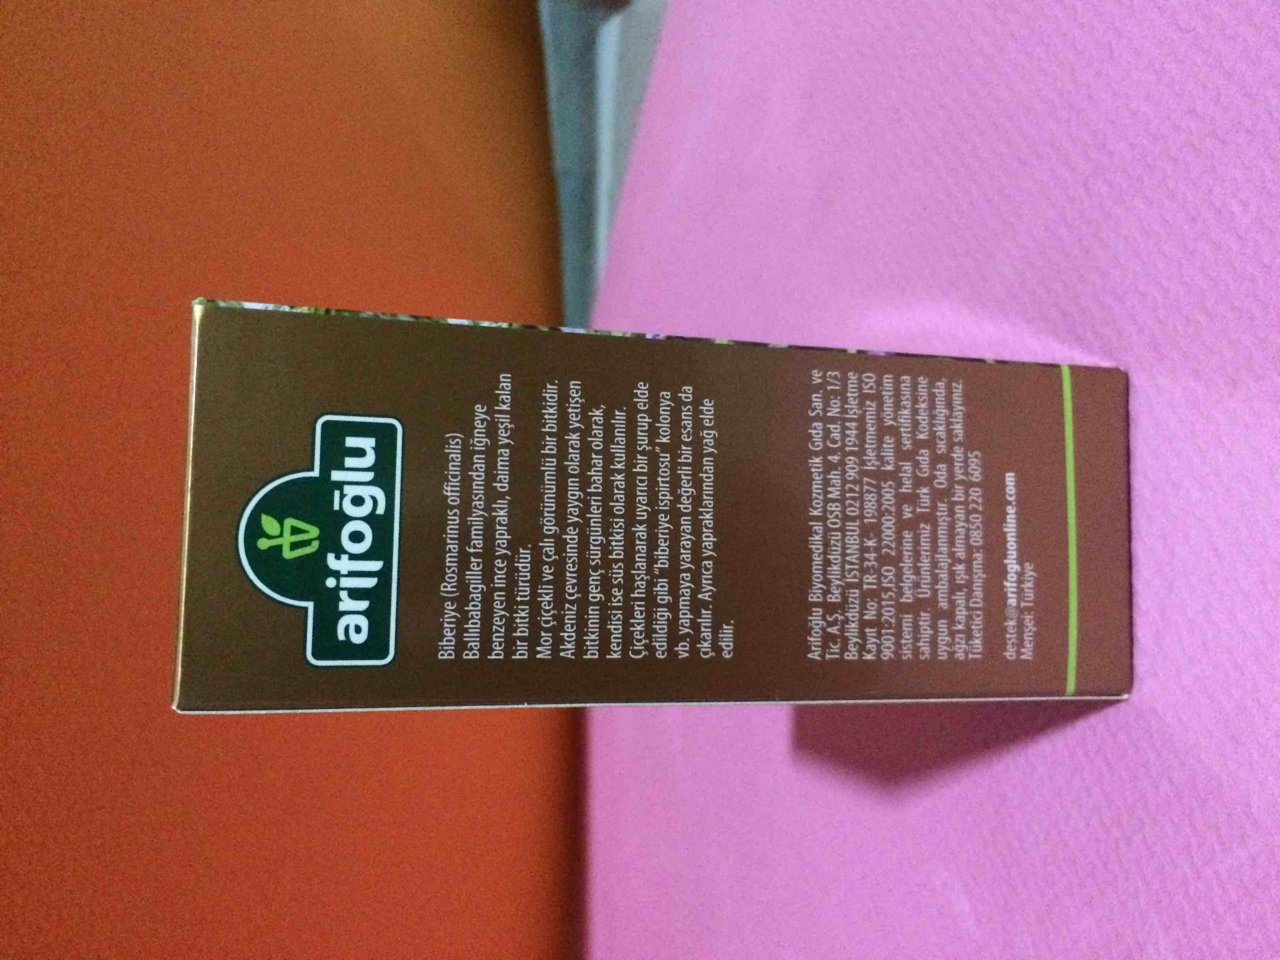 arifoğlu
Biberiye (Rosmarinus officinalis)
Ballıbabagiller familyasından iğneye
benzeyen ince yapraklı, daima yeşil kalan
bir bitki türüdür.
Mor çiçekli ve çalı görünümlü bir bitkidir.
Akdeniz çevresinde yaygın olarak yetişen
bitkinin genç sürgünleri bahar olarak,
kendisi ise süs bitkisi olarak kullanılır.
Çiçekleri haşlanarak uyarıcı bir şurup elde
edildiği gibi "biberiye ispirtosu" kolonya
vb. yapmaya yarayan değerli bir esans da
çıkarılır. Ayrıca yapraklarından yağ elde
edilir.
Arifoğlu Biyomedikal Kozmetik Gıda San. ve
Tic. A.Ş. Beylikdüzü OSB Mah. 4. Cad. No: 1/3
Beylikdüzü İSTANBUL 0212 909 1944 İşletme
Kayıt No: TR-34-K 198877 İşletmemiz ISO
9001:2015,ISO 22000:2005 kalite yönetim
sistemi belgelerine ve helal sertifikasına
sahiptir. Ürünlerimiz Türk Gıda Kodeksine
uygun ambalajlanmıştır. Oda sıcaklığında,
ağzı kapalı, ışık almayan bir yerde saklayınız.
Tüketici Danışma: 0850 220 6095
destek@arifogluonline.com
Menşei: Türkiye